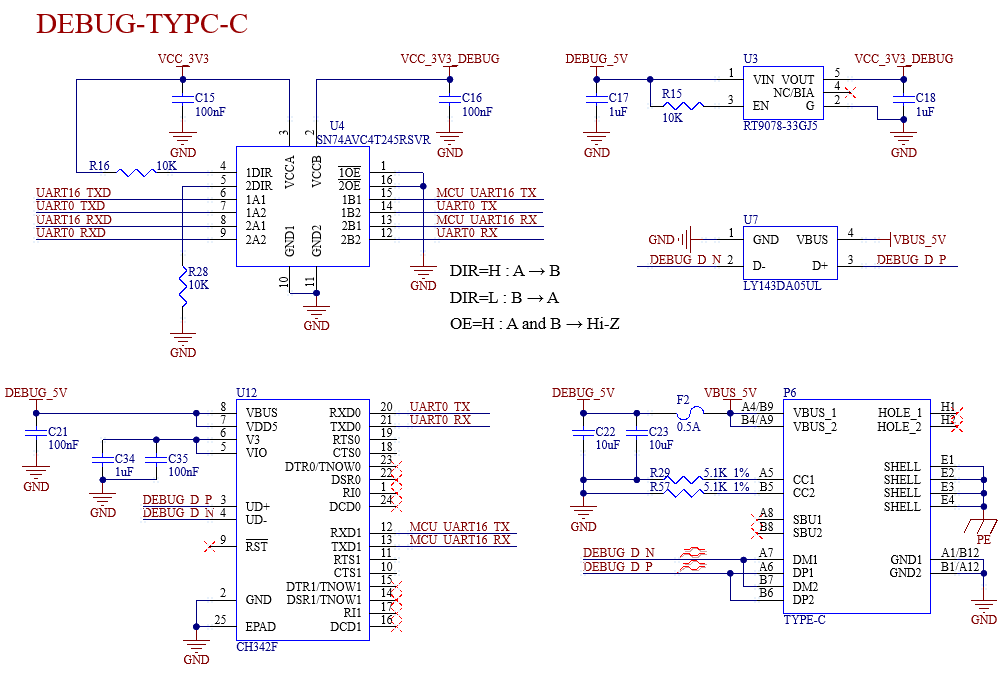 DEBUG-TYPC-C
VCC_3V3
VCC_3V3_DEBUG
C15
100nF
GND
C16
100nF
GND
U4
SN74AVC4T245RSVR
3
2
VCCA
VCCB
R16
10K
4 1DIR
5 2DIR
6 1A1
7 1A2
8 2A1
9 2A2
1OE 1
2OE 16
1B1 15
1B2 14
2B1 13
2B2 12
GND1
GND2
10
11
UART16_TXD
UART0_TXD
UART16_RXD
UART0_RXD
MCU_UART16_TX
UART0_TX
MCU_UART16_RX
UART0_RX
R28
10K
GND
GND
GND
DIR=H : A → B
DIR=L : B → A
OE=H : A and B → Hi-Z
DEBUG_5V
C17
1uF
GND
R15
10K
U3
1 VIN VOUT 5
NC/BIA 4
3 EN G 2
RT9078-33GJ5
VCC_3V3_DEBUG
C18
1uF
GND
U7
GND 1 GND VBUS 4 VBUS_5V
DEBUG_D_N 2 D- D+ 3 DEBUG_D_P
LY143DA05UL
DEBUG_5V
C21
100nF
GND
C34
1uF
C35
100nF
GND
U12
8 VBUS
7 VDD5
6 V3
5 VIO
DEBUG_D_P 3 UD+
DEBUG_D_N 4 UD-
9 RST
2 GND
25 EPAD
GND
RXD0 20 UART0_TX
TXD0 21 UART0_RX
RTS0 19
CTS0 18
DTR0/TNOW0 23
DSR0 22
RI0 1
DCD0 24
RXD1 12 MCU_UART16_TX
TXD1 13 MCU_UART16_RX
RTS1 11
CTS1 10
DTR1/TNOW1 15
DSR1/TNOW1 14
RI1 17
DCD1 16
CH342F
DEBUG_5V
F2
0.5A
VBUS_5V
C22
10uF
C23
10uF
GND
R29 5.1K 1%
R57 5.1K 1%
DEBUG_D_N
DEBUG_D_P
P6
A4/B9 VBUS_1
B4/A9 VBUS_2
A5 CC1
B5 CC2
A8 SBU1
B8 SBU2
A7 DM1
A6 DP1
B7 DM2
B6 DP2
HOLE_1 H1
HOLE_2 H2
SHELL E1
SHELL E2
SHELL E3
SHELL E4
PE
GND1 A1/B12
GND2 B1/A12
GND
TYPE-C